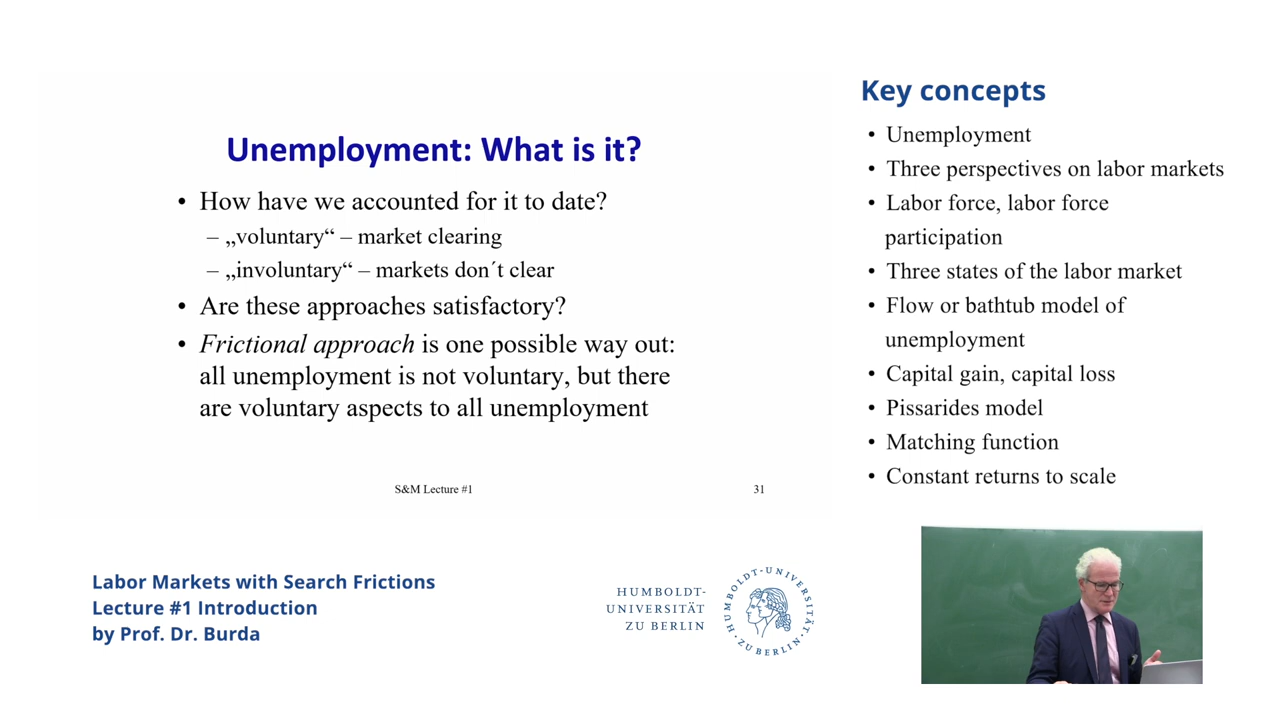 Unemployment: What is it?
• How have we accounted for it to date?
– „voluntary“ – market clearing
– „involuntary“ – markets don´t clear
• Are these approaches satisfactory?
• Frictional approach is one possible way out:
all unemployment is not voluntary, but there
are voluntary aspects to all unemployment
S&M Lecture #1
31
Key concepts
• Unemployment
• Three perspectives on labor markets
• Labor force, labor force
participation
• Three states of the labor market
• Flow or bathtub model of
unemployment
• Capital gain, capital loss
• Pissarides model
• Matching function
• Constant returns to scale
Labor Markets with Search Frictions
Lecture #1 Introduction
by Prof. Dr. Burda
HUMBOLDT-
UNIVERSITÄT
ZU BERLIN
HUMBOLDT-UNIVERSITÄT
ZU BERLIN